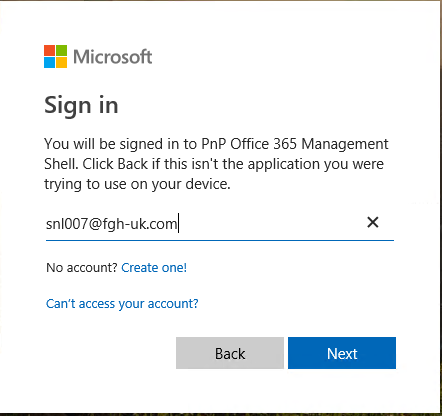 Microsoft
Sign in
You will be signed in to PnP Office 365 Management
Shell. Click Back if this isn't the application you were
trying to use on your device.
snl007@fgh-uk.com
No account? Create one!
Can't access your account?
Back Next